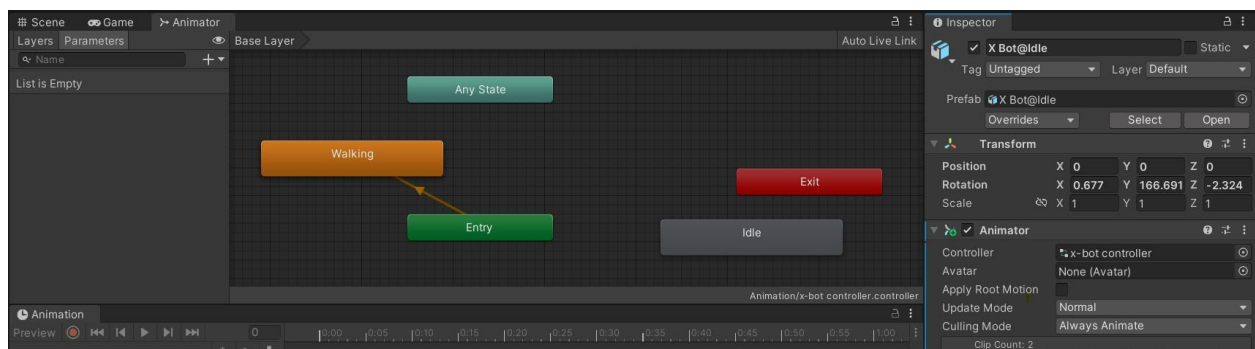 Scene Game Animator
Layers Parameters Base Layer Auto Live Link
Name
List is Empty
Any State
Walking
Exit
Entry
Idle
Animation/x-bot controller.controller
Animation
Preview 0 0:00 0:05 0:10 0:15 0:20 0:25 0:30 0:35 0:40 0:45 0:50 0:55 1:00
Inspector
X Bot@Idle Static
Tag Untagged Layer Default
Prefab X Bot@Idle
Overrides Select Open
Transform
Position X 0 Y 0 Z 0
Rotation X 0.677 Y 166.691 Z -2.324
Scale X 1 Y 1 Z 1
Animator
Controller x-bot controller
Avatar None (Avatar)
Apply Root Motion
Update Mode Normal
Culling Mode Always Animate
Clip Count: 2